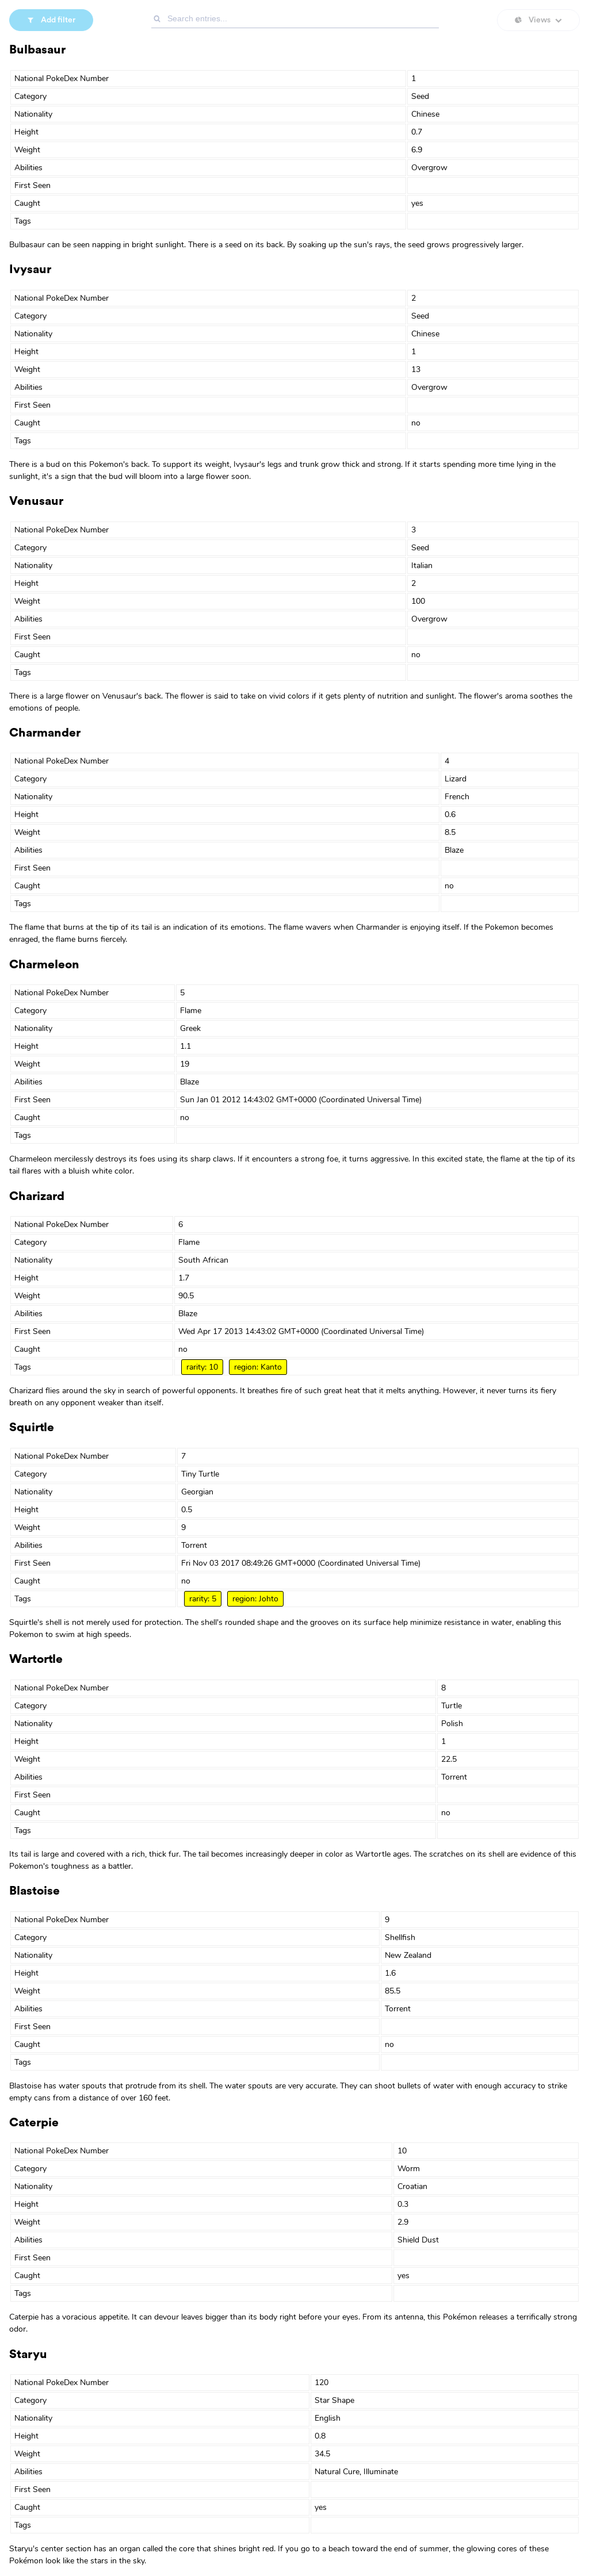 Add filter
Search entries...
Views
Bulbasaur
National PokeDex Number 1
Category Seed
Nationality Chinese
Height 0.7
Weight 6.9
Abilities Overgrow
First Seen
Caught yes
Tags
Bulbasaur can be seen napping in bright sunlight. There is a seed on its back. By soaking up the sun's rays, the seed grows progressively larger.
Ivysaur
National PokeDex Number 2
Category Seed
Nationality Chinese
Height 1
Weight 13
Abilities Overgrow
First Seen
Caught no
Tags
There is a bud on this Pokemon's back. To support its weight, Ivysaur's legs and trunk grow thick and strong. If it starts spending more time lying in the
sunlight, it's a sign that the bud will bloom into a large flower soon.
Venusaur
National PokeDex Number 3
Category Seed
Nationality Italian
Height 2
Weight 100
Abilities Overgrow
First Seen
Caught no
Tags
There is a large flower on Venusaur's back. The flower is said to take on vivid colors if it gets plenty of nutrition and sunlight. The flower's aroma soothes the
emotions of people.
Charmander
National PokeDex Number 4
Category Lizard
Nationality French
Height 0.6
Weight 8.5
Abilities Blaze
First Seen
Caught no
Tags
The flame that burns at the tip of its tail is an indication of its emotions. The flame wavers when Charmander is enjoying itself. If the Pokemon becomes
enraged, the flame burns fiercely.
Charmeleon
National PokeDex Number 5
Category Flame
Nationality Greek
Height 1.1
Weight 19
Abilities Blaze
First Seen Sun Jan 01 2012 14:43:02 GMT+0000 (Coordinated Universal Time)
Caught no
Tags
Charmeleon mercilessly destroys its foes using its sharp claws. If it encounters a strong foe, it turns aggressive. In this excited state, the flame at the tip of its
tail flares with a bluish white color.
Charizard
National PokeDex Number 6
Category Flame
Nationality South African
Height 1.7
Weight 90.5
Abilities Blaze
First Seen Wed Apr 17 2013 14:43:02 GMT+0000 (Coordinated Universal Time)
Caught no
Tags rarity: 10 region: Kanto
Charizard flies around the sky in search of powerful opponents. It breathes fire of such great heat that it melts anything. However, it never turns its fiery
breath on any opponent weaker than itself.
Squirtle
National PokeDex Number 7
Category Tiny Turtle
Nationality Georgian
Height 0.5
Weight 9
Abilities Torrent
First Seen Fri Nov 03 2017 08:49:26 GMT+0000 (Coordinated Universal Time)
Caught no
Tags rarity: 5 region: Johto
Squirtle's shell is not merely used for protection. The shell's rounded shape and the grooves on its surface help minimize resistance in water, enabling this
Pokemon to swim at high speeds.
Wartortle
National PokeDex Number 8
Category Turtle
Nationality Polish
Height 1
Weight 22.5
Abilities Torrent
First Seen
Caught no
Tags
Its tail is large and covered with a rich, thick fur. The tail becomes increasingly deeper in color as Wartortle ages. The scratches on its shell are evidence of this
Pokemon's toughness as a battler.
Blastoise
National PokeDex Number 9
Category Shellfish
Nationality New Zealand
Height 1.6
Weight 85.5
Abilities Torrent
First Seen
Caught no
Tags
Blastoise has water spouts that protrude from its shell. The water spouts are very accurate. They can shoot bullets of water with enough accuracy to strike
empty cans from a distance of over 160 feet.
Caterpie
National PokeDex Number 10
Category Worm
Nationality Croatian
Height 0.3
Weight 2.9
Abilities Shield Dust
First Seen
Caught yes
Tags
Caterpie has a voracious appetite. It can devour leaves bigger than its body right before your eyes. From its antenna, this Pokémon releases a terrifically strong
odor.
Staryu
National PokeDex Number 120
Category Star Shape
Nationality English
Height 0.8
Weight 34.5
Abilities Natural Cure, Illuminate
First Seen
Caught yes
Tags
Staryu's center section has an organ called the core that shines bright red. If you go to a beach toward the end of summer, the glowing cores of these
Pokémon look like the stars in the sky.